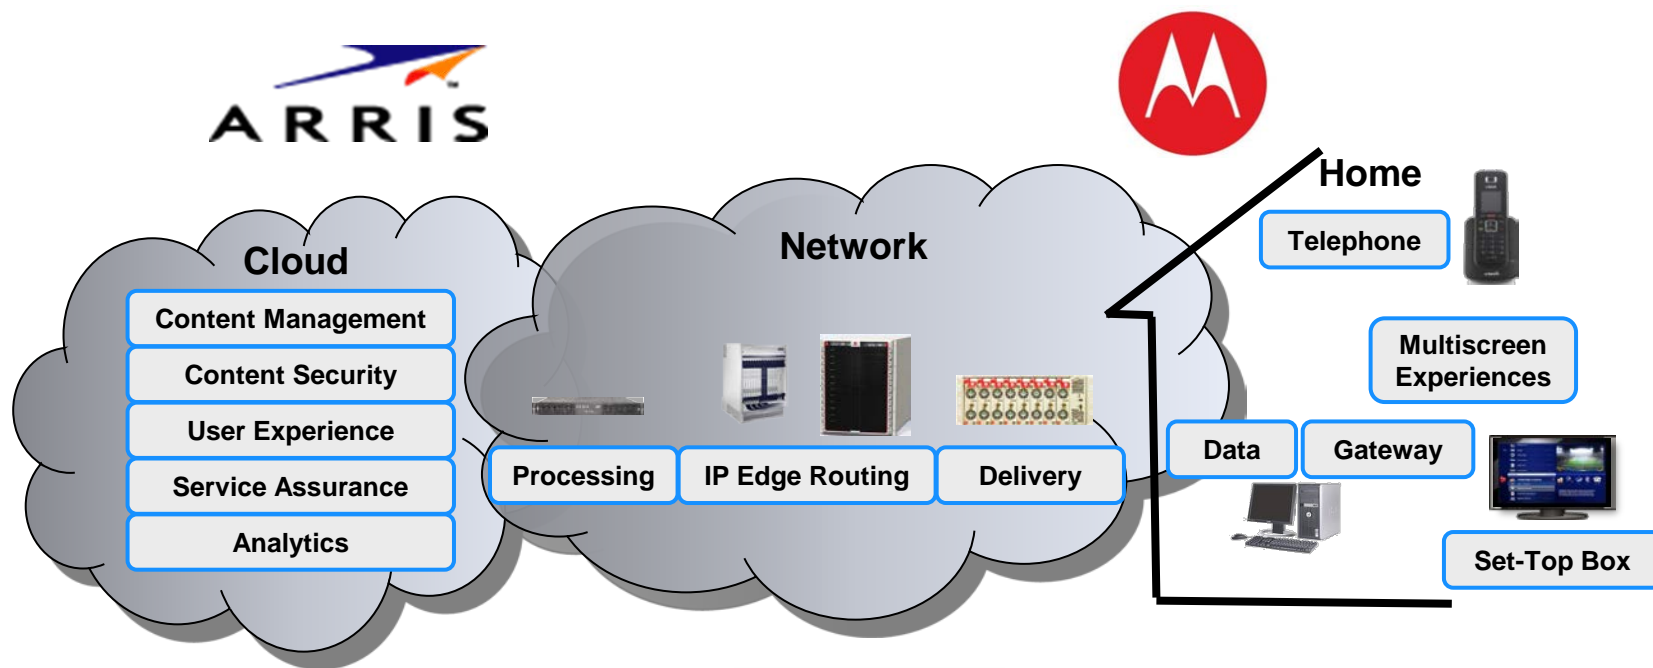 ARRIS
TM
Cloud
Content Management
Content Security
User Experience
Service Assurance
Analytics
Network
Processing
IP Edge Routing
Delivery
Home
Telephone
Multiscreen
Experiences
Data
Gateway
Set-Top Box